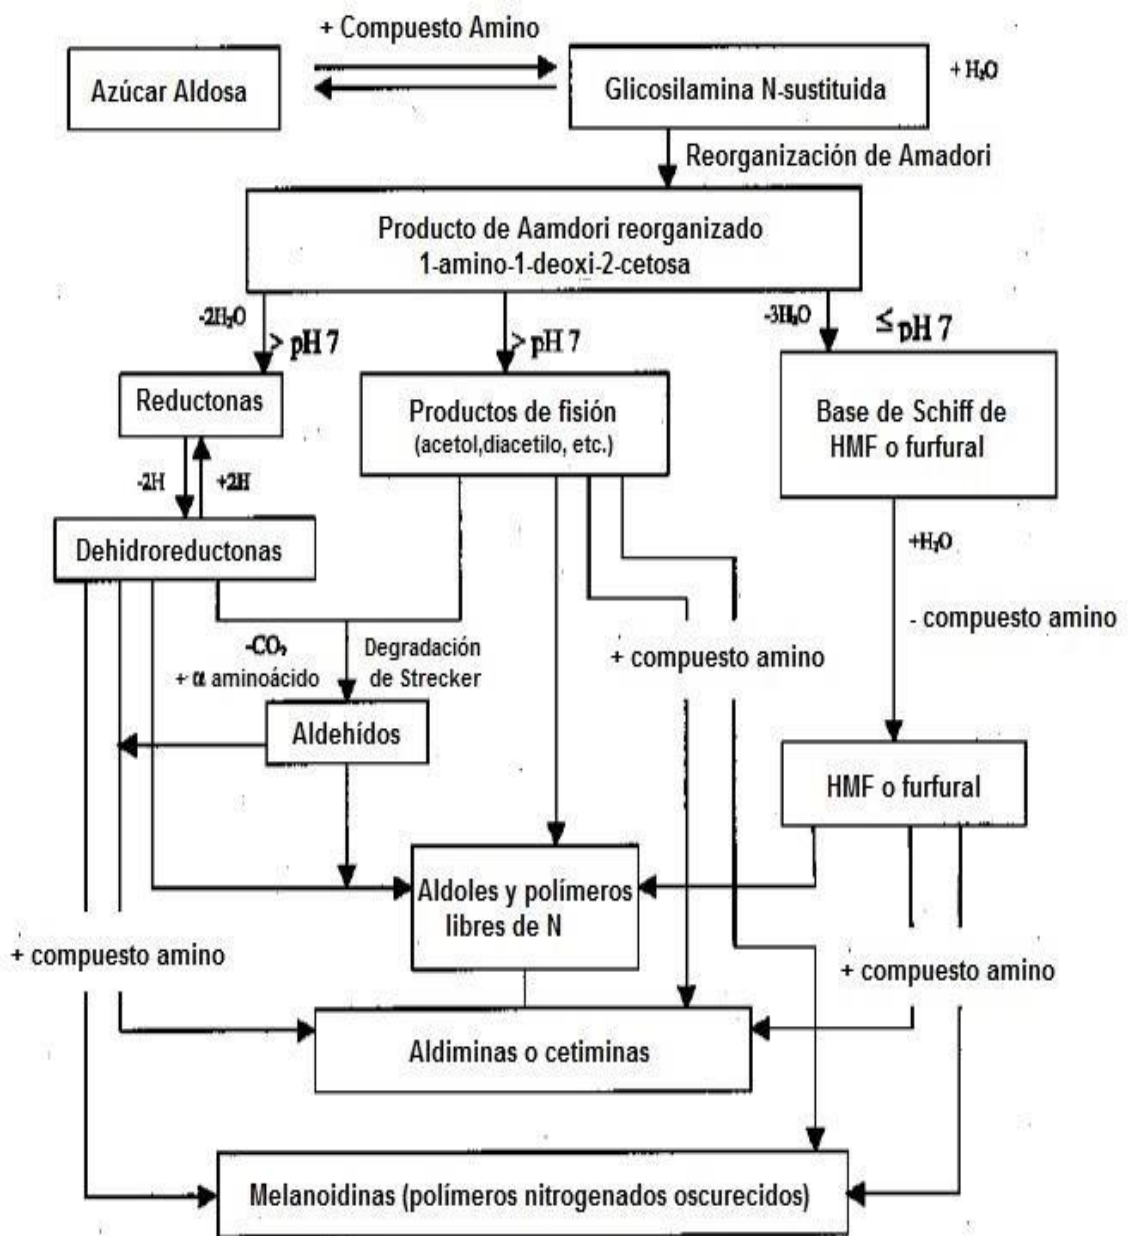 + Compuesto Amino
Azúcar Aldosa
Glicosilamina N-sustituida
+ H₂O
Reorganización de Amadori
Producto de Aamdori reorganizado
1-amino-1-deoxi-2-cetosa
-2H₂O
> pH 7
> pH 7
-3H₂O
≤ pH 7
Reductonas
Productos de fisión
(acetol,diacetilo, etc.)
Base de Schiff de
HMF o furfural
-2H
+2H
Dehidroreductonas
+H₂O
- compuesto amino
-CO₂
+ α aminoácido
Degradación
de Strecker
+ compuesto amino
Aldehídos
HMF o furfural
Aldoles y polímeros
libres de N
+ compuesto amino
+ compuesto amino
Aldiminas o cetiminas
Melanoidinas (polímeros nitrogenados oscurecidos)